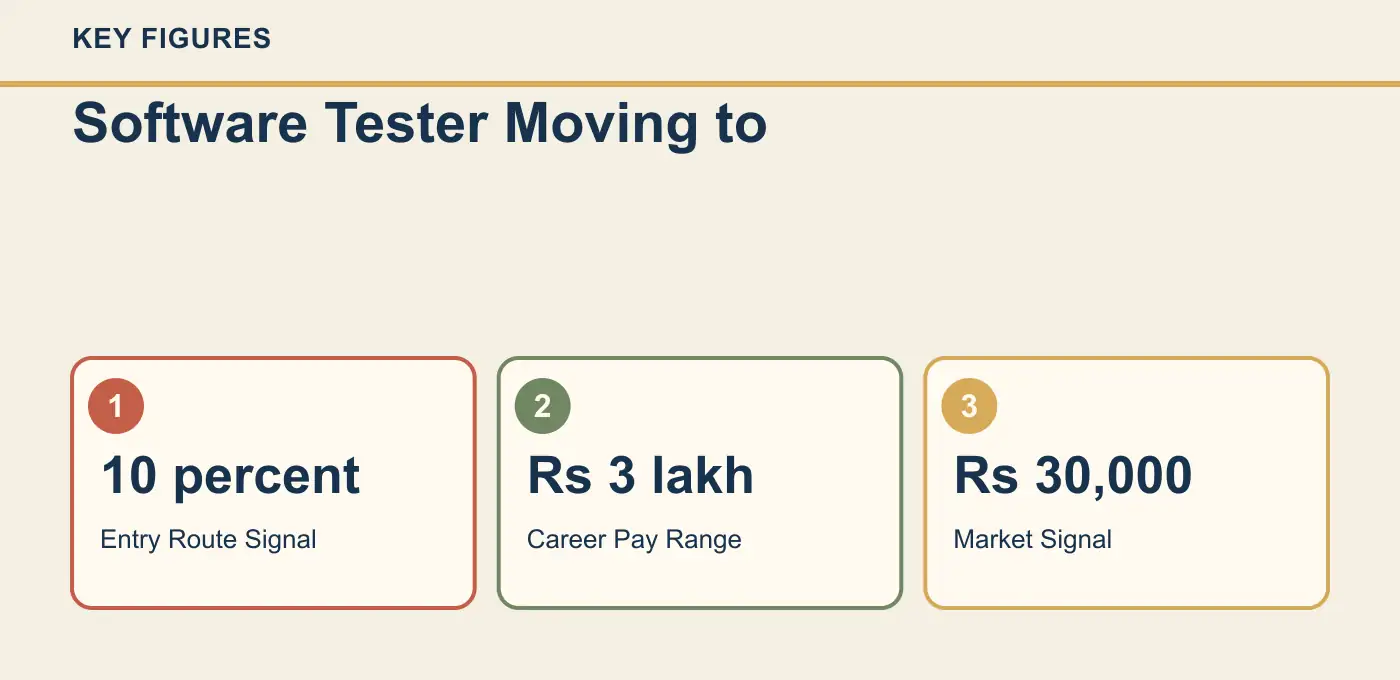 KEY FIGURES
Software Tester Moving to
1
10 percent
Entry Route Signal
2
Rs 3 lakh
Career Pay Range
3
Rs 30,000
Market Signal